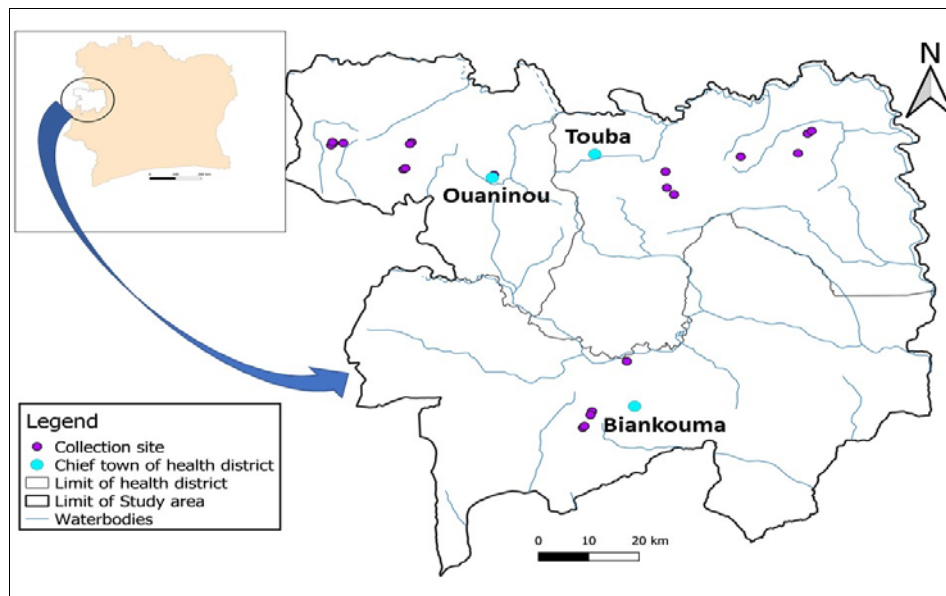 N
Touba
Ouaninou
Biankouma
Legend
Collection site
Chief town of health district
Limit of health district
Limit of Study area
Waterbodies
0 10 20 km